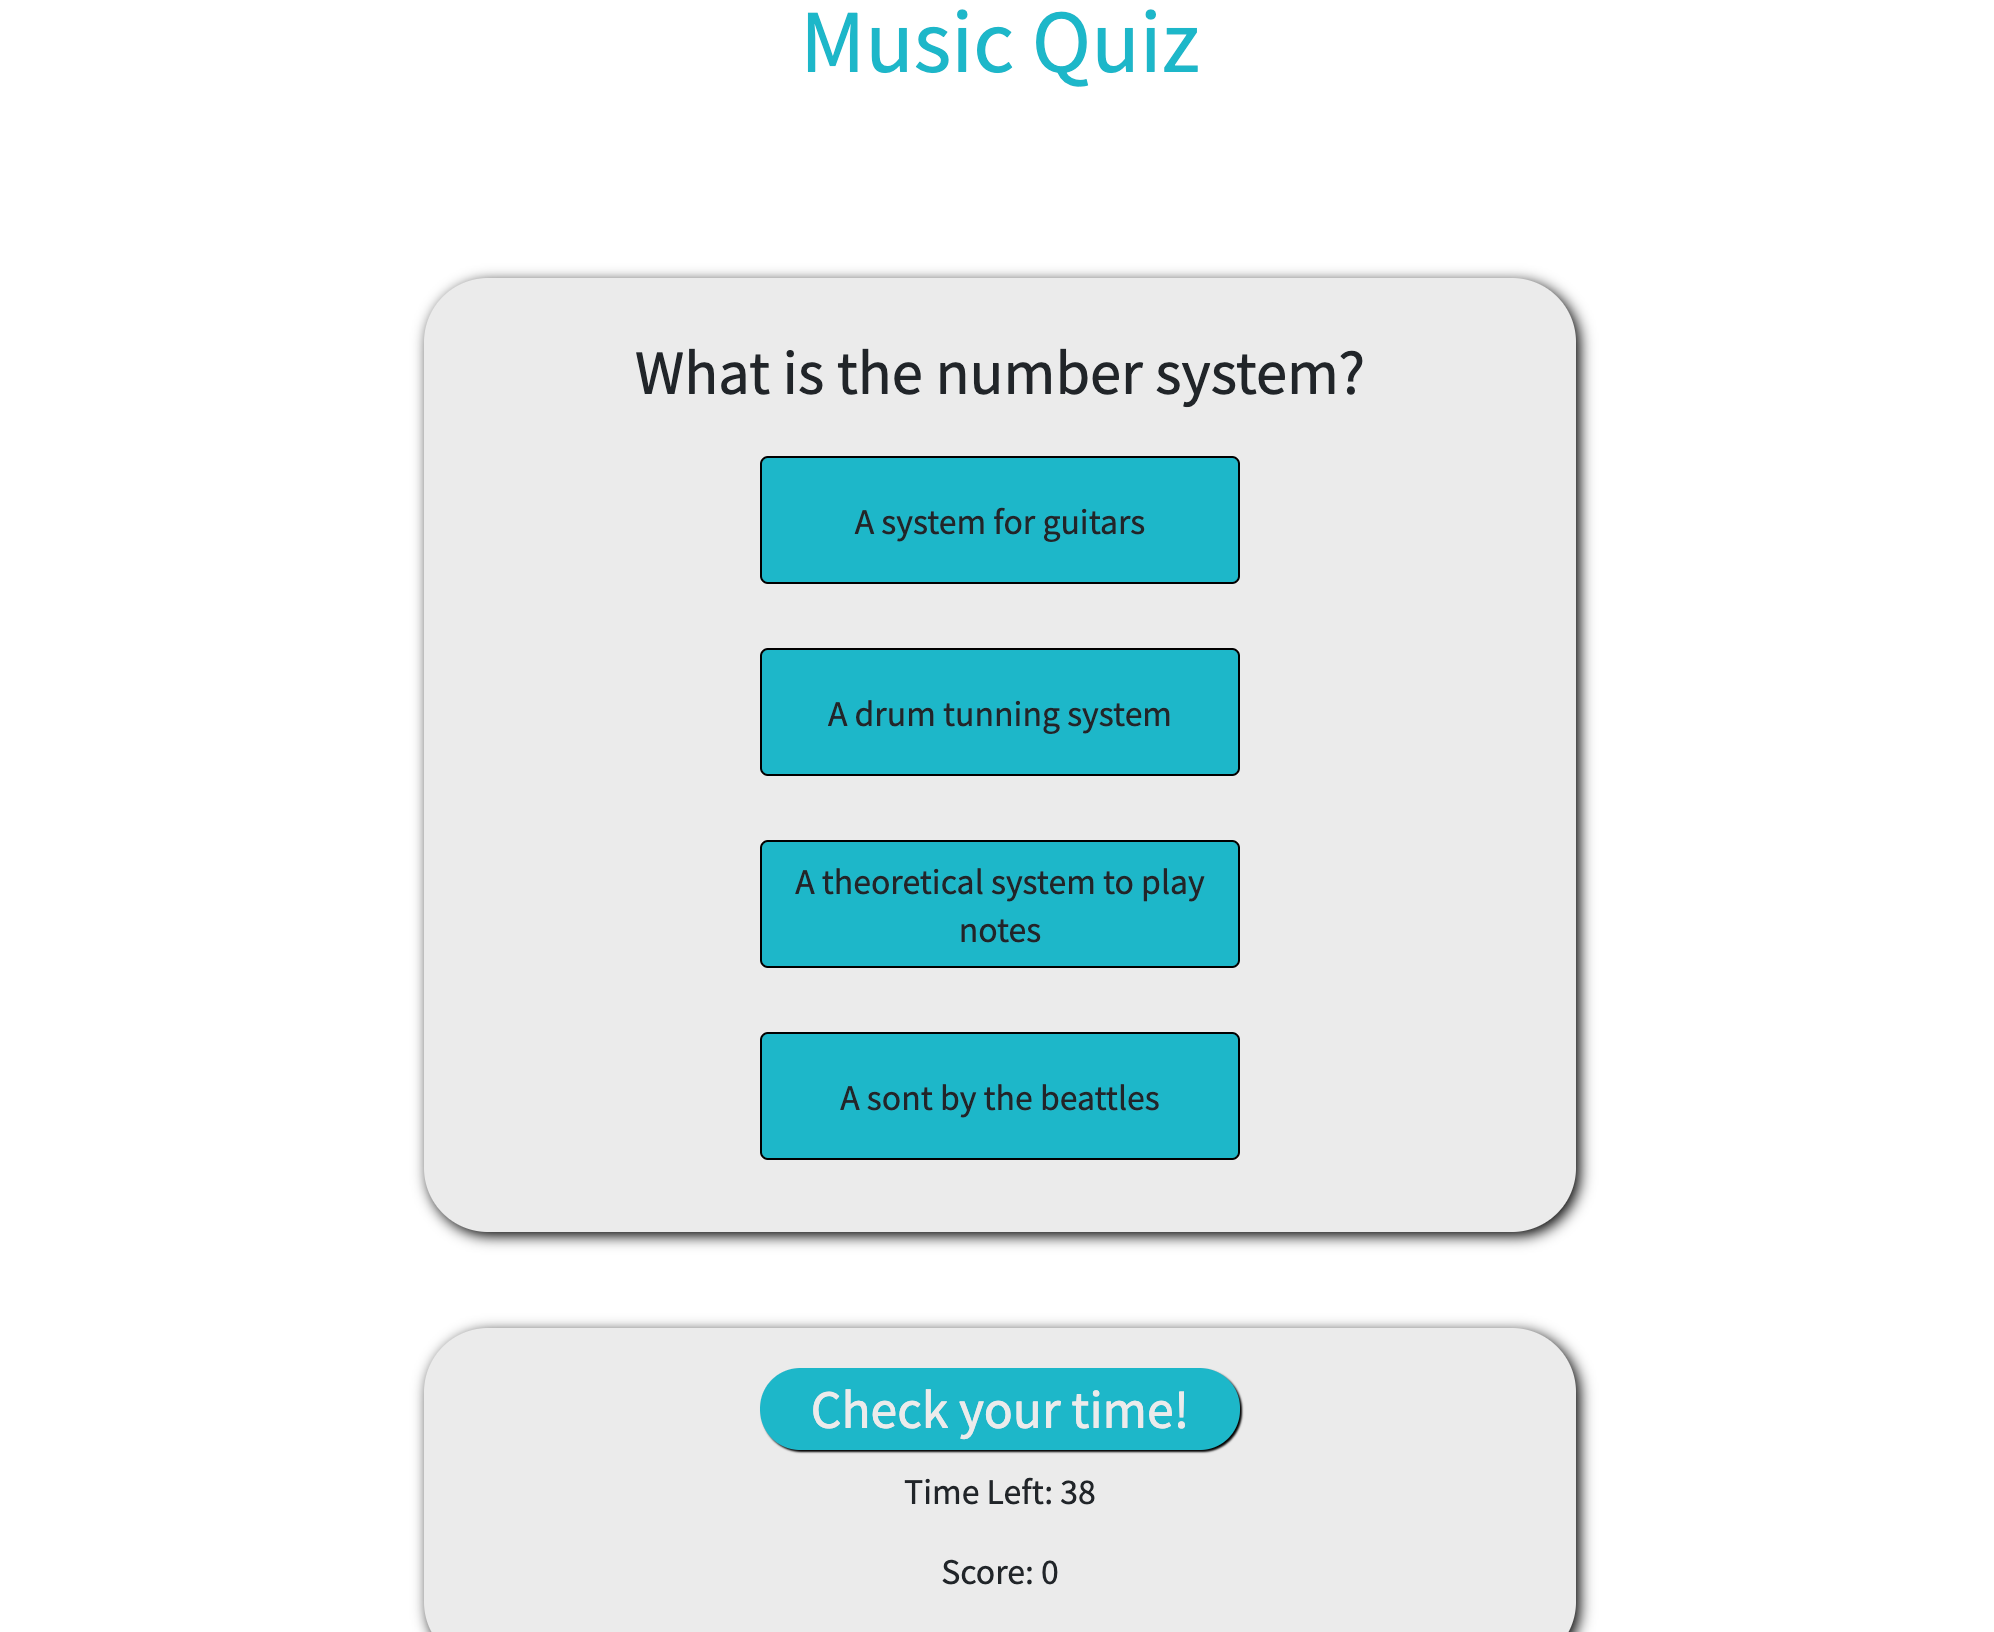 Music Quiz
What is the number system?
A system for guitars
A drum tunning system
A theoretical system to play
notes
A sont by the beattles
Check your time!
Time Left: 38
Score: 0